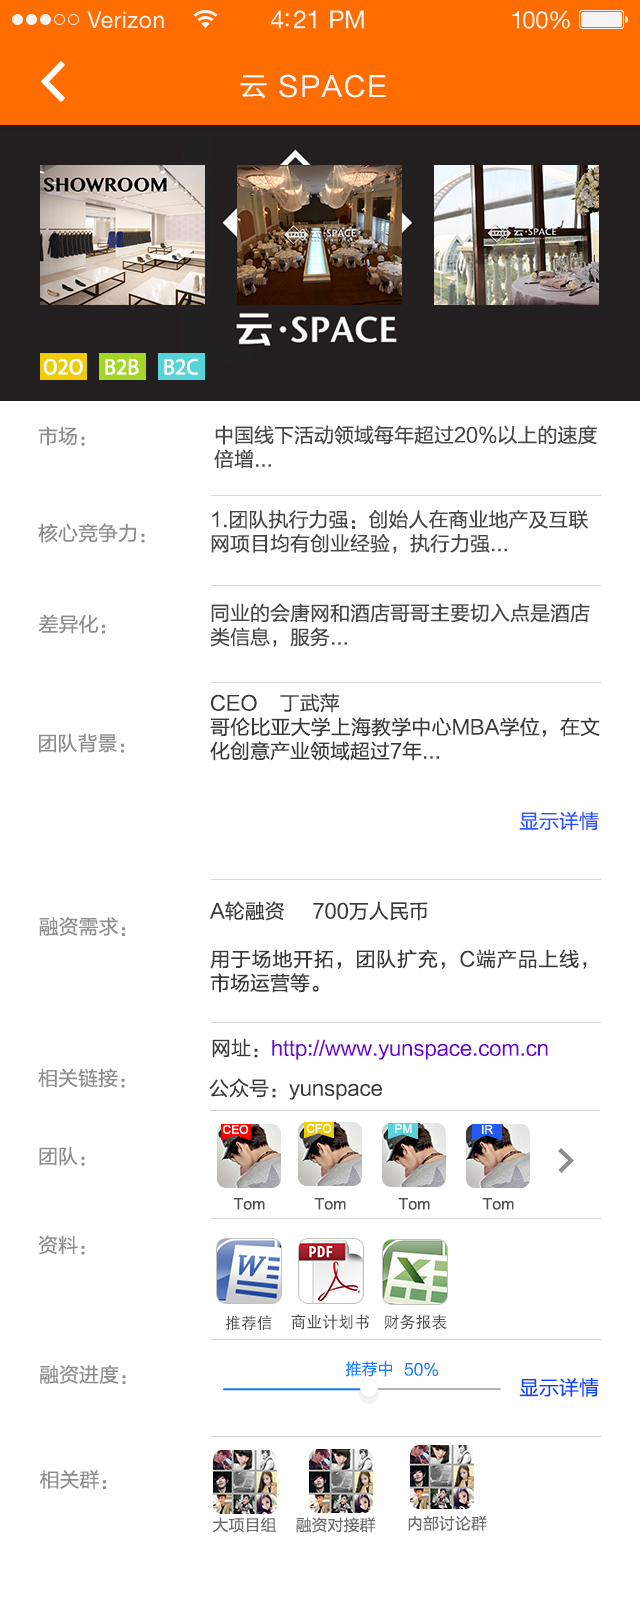 Verizon 4:21 PM 100%
云 SPACE
SHOWROOM
云·SPACE
云·SPACE
云·SPACE
O2O B2B B2C
市场：
中国线下活动领域每年超过20%以上的速度
倍增...
核心竞争力：
1.团队执行力强：创始人在商业地产及互联
网项目均有创业经验，执行力强...
差异化：
同业的会唐网和酒店哥哥主要切入点是酒店
类信息，服务...
团队背景：
CEO 丁武萍
哥伦比亚大学上海教学中心MBA学位，在文
化创意产业领域超过7年...
显示详情
融资需求：
A轮融资 700万人民币
用于场地开拓，团队扩充，C端产品上线，
市场运营等。
相关链接：
网址：http://www.yunspace.com.cn
公众号：yunspace
团队：
CEO CFO PM IR
Tom Tom Tom Tom
资料：
W PDF X
推荐信 商业计划书 财务报表
融资进度：
推荐中 50%
显示详情
相关群：
大项目组 融资对接群 内部讨论群